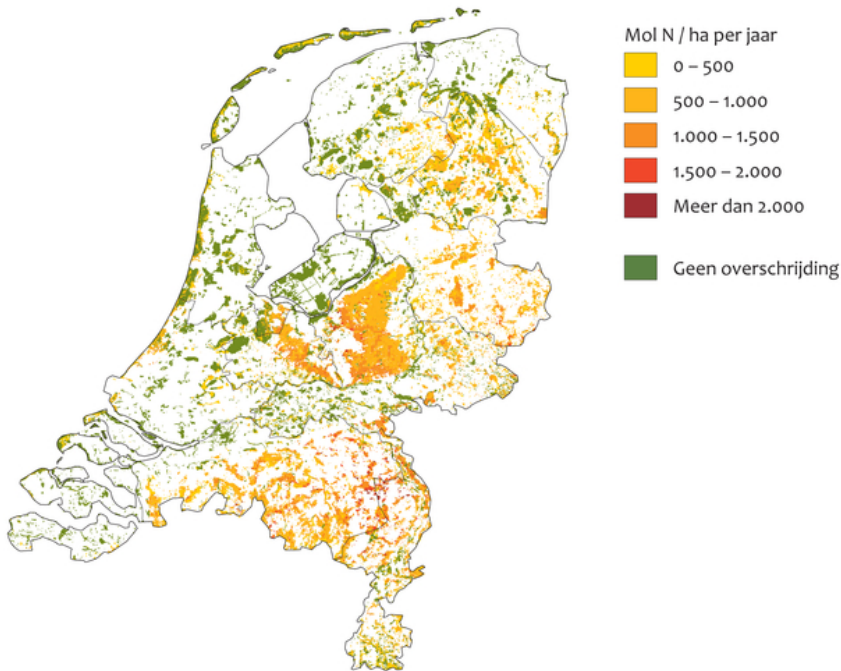 Mol N / ha per jaar
0 – 500
500 – 1.000
1.000 – 1.500
1.500 – 2.000
Meer dan 2.000
Geen overschrijding